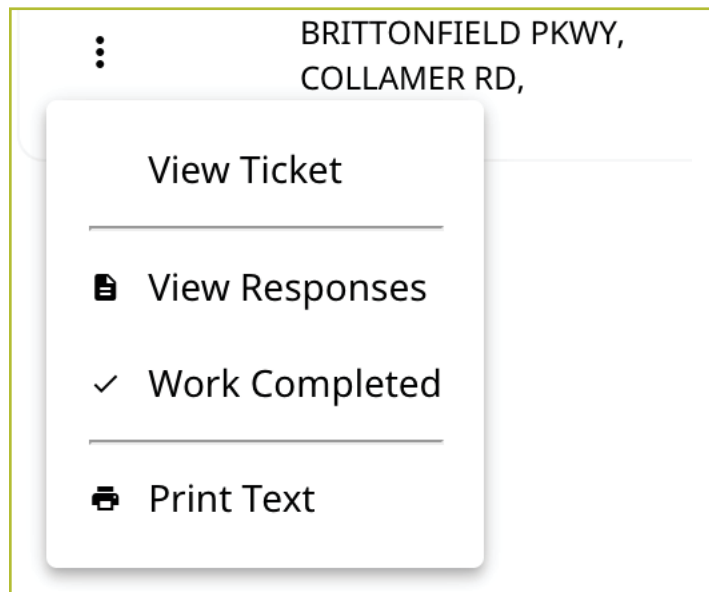 BRITTONFIELD PKWY,
COLLAMER RD,
View Ticket
View Responses
Work Completed
Print Text